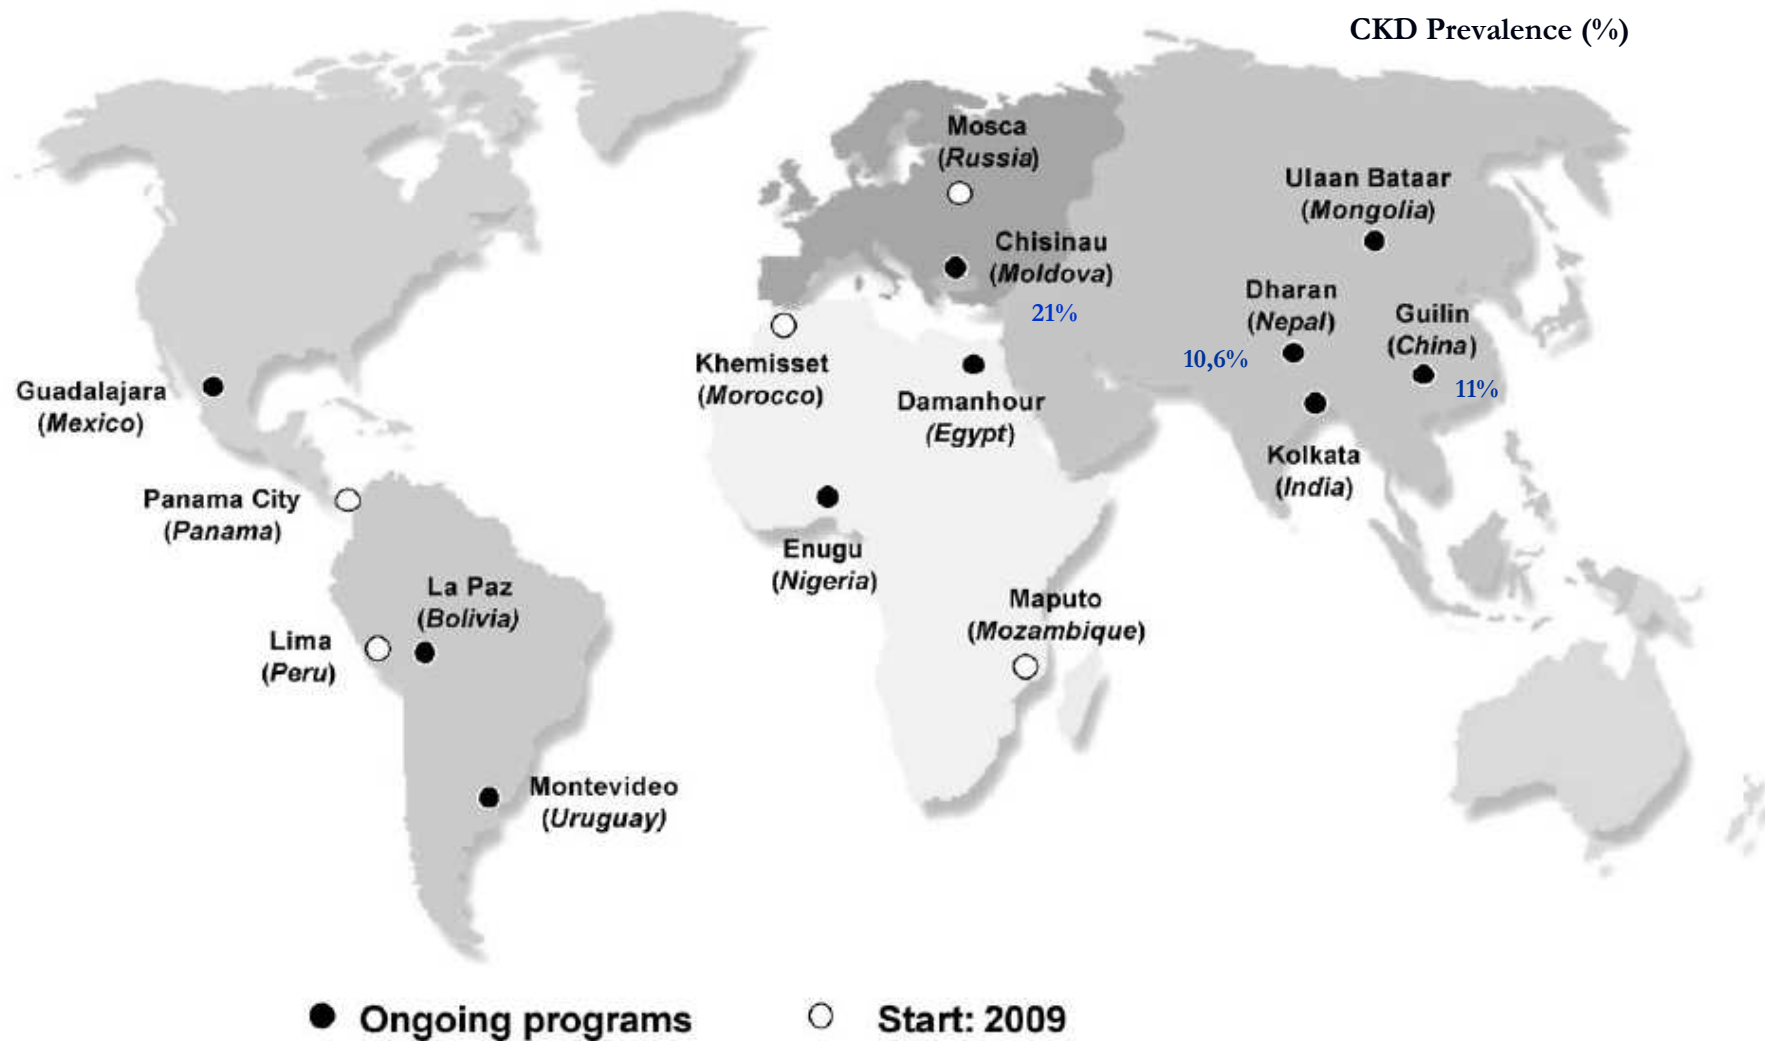 CKD Prevalence (%)
Mosca
(Russia)
Ulaan Bataar
(Mongolia)
Chisinau
(Moldova)
21%
Dharan
(Nepal)
10,6%
Guilin
(China)
11%
Khemisset
(Morocco)
Damanhour
(Egypt)
Guadalajara
(Mexico)
Kolkata
(India)
Panama City
(Panama)
Enugu
(Nigeria)
La Paz
(Bolivia)
Maputo
(Mozambique)
Lima
(Peru)
Montevideo
(Uruguay)
Ongoing programs
Start: 2009